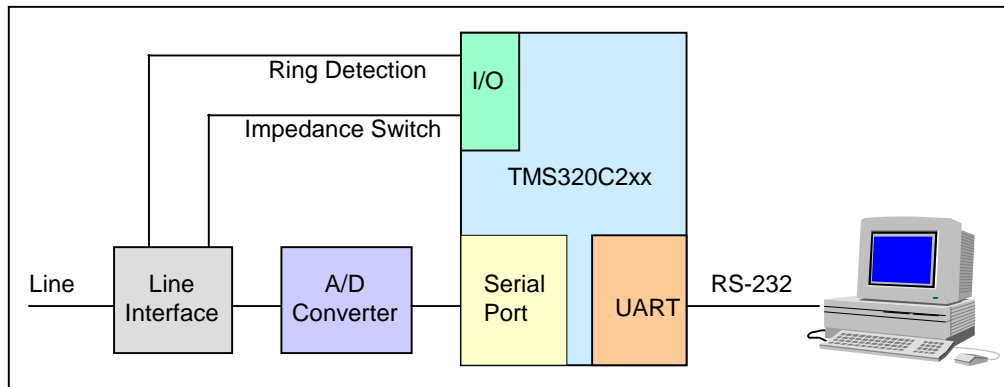 Ring Detection
I/O
Impedance Switch
TMS320C2xx
Line
Line
Interface
A/D
Converter
Serial
Port
UART
RS-232